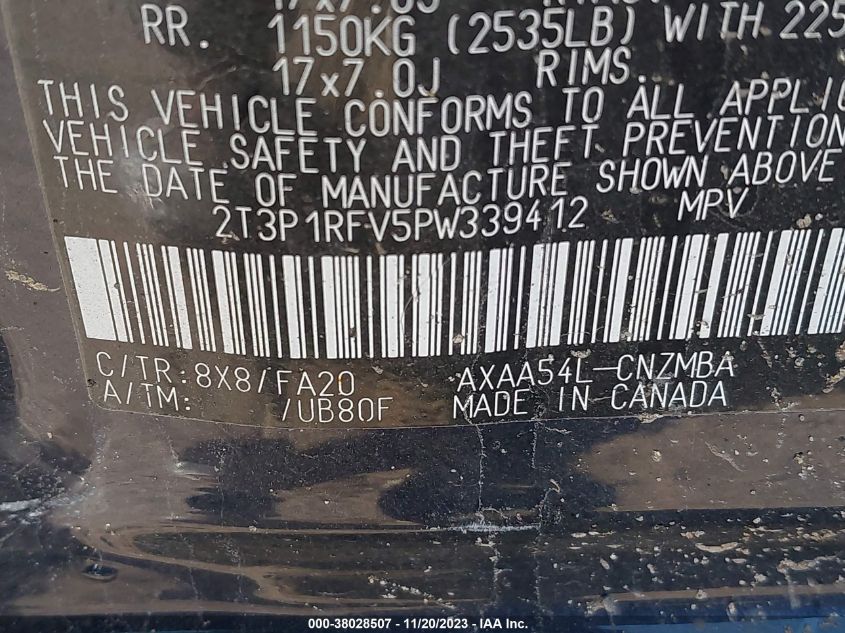 RR. 1150KG (2535LB) WITH 225
17x7.0J RIMS.
THIS VEHICLE CONFORMS TO ALL APPLI
VEHICLE SAFETY AND THEFT PREVENTION
THE DATE OF MANUFACTURE SHOWN ABOVE
2T3P1RFV5PW339412 MPV
C/TR:8X8/FA20 AXAA54L-CNZMBA
A/TM: /UB80F MADE IN CANADA
000-38028507 - 11/20/2023 - IAA Inc.